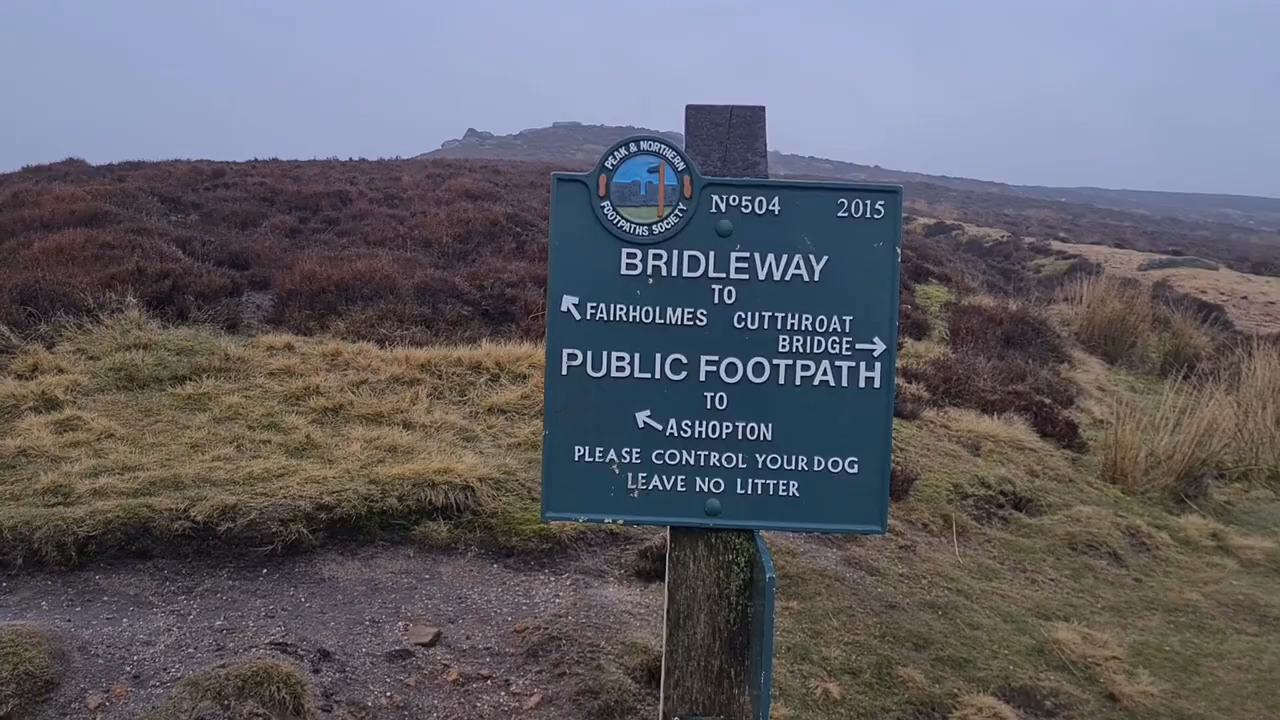 PEAK & NORTHERN
FOOTPATHS SOCIETY
Nº504 2015
BRIDLEWAY
TO
FAIRHOLMES CUTTHROAT
BRIDGE
PUBLIC FOOTPATH
TO
ASHOPTON
PLEASE CONTROL YOUR DOG
LEAVE NO LITTER